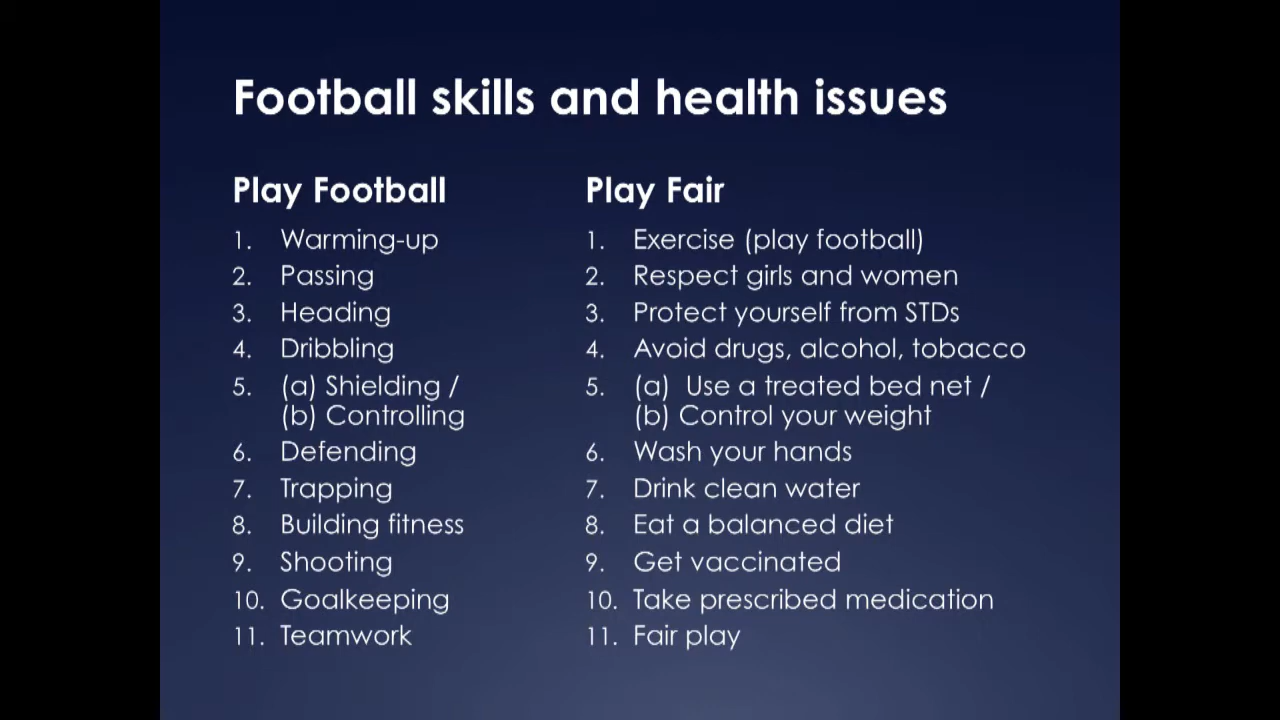 Football skills and health issues
Play Football
1. Warming-up
2. Passing
3. Heading
4. Dribbling
5. (a) Shielding /
(b) Controlling
6. Defending
7. Trapping
8. Building fitness
9. Shooting
10. Goalkeeping
11. Teamwork
Play Fair
1. Exercise (play football)
2. Respect girls and women
3. Protect yourself from STDs
4. Avoid drugs, alcohol, tobacco
5. (a) Use a treated bed net /
(b) Control your weight
6. Wash your hands
7. Drink clean water
8. Eat a balanced diet
9. Get vaccinated
10. Take prescribed medication
11. Fair play